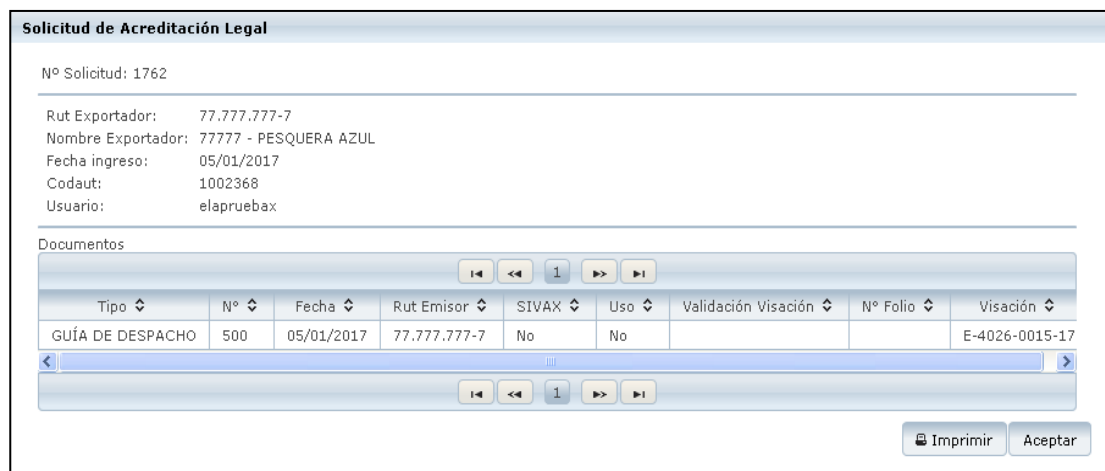 Solicitud de Acreditación Legal
Nº Solicitud: 1762
Rut Exportador: 77.777.777-7
Nombre Exportador: 77777 - PESQUERA AZUL
Fecha ingreso: 05/01/2017
Codaut: 1002368
Usuario: elapruebax
Documentos
1
Tipo N° Fecha Rut Emisor SIVAX Uso Validación Visación N° Folio Visación
GUÍA DE DESPACHO 500 05/01/2017 77.777.777-7 No No E-4026-0015-17
1
Imprimir Aceptar